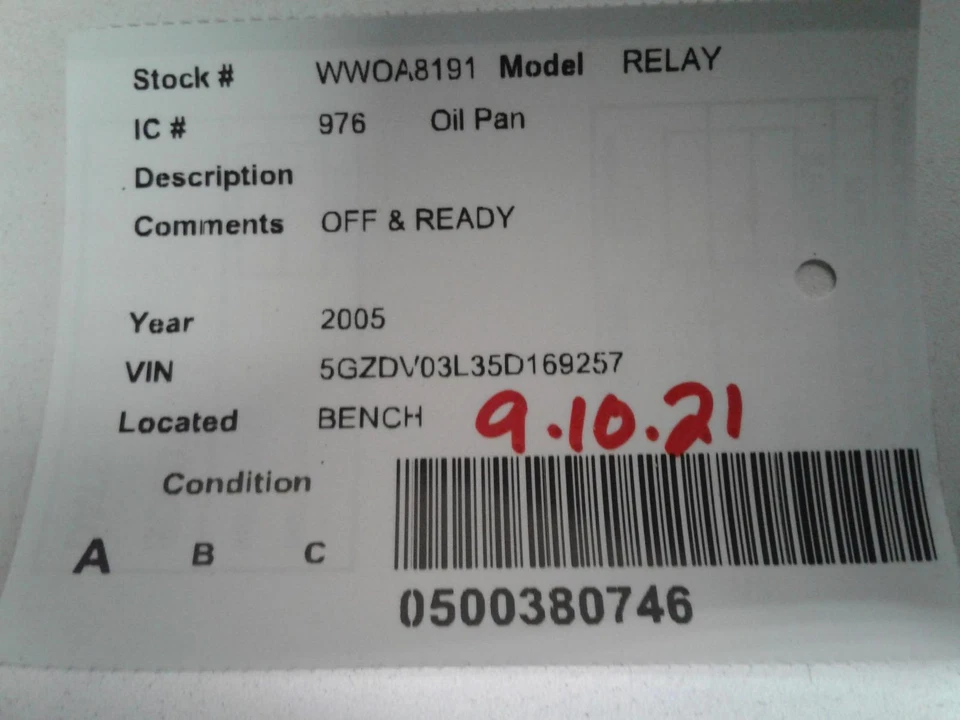 Stock # WWOA8191 Model RELAY
IC # 976 Oil Pan
Description
Comments OFF & READY
Year 2005
VIN 5GZDV03L35D169257
Located BENCH 9.10.21
Condition
A B C
0500380746